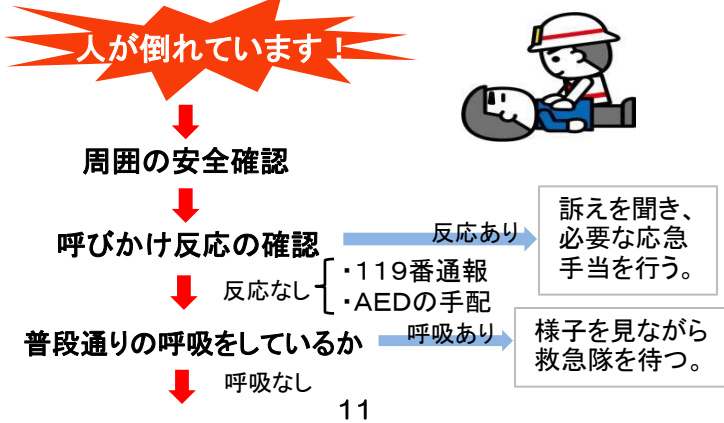 人が倒れています！
周囲の安全確認
呼びかけ反応の確認
反応あり
訴えを聞き、
必要な応急
手当を行う。
反応なし
・１１９番通報
・ＡＥＤの手配
普段通りの呼吸をしているか
呼吸あり
様子を見ながら
救急隊を待つ。
呼吸なし
11